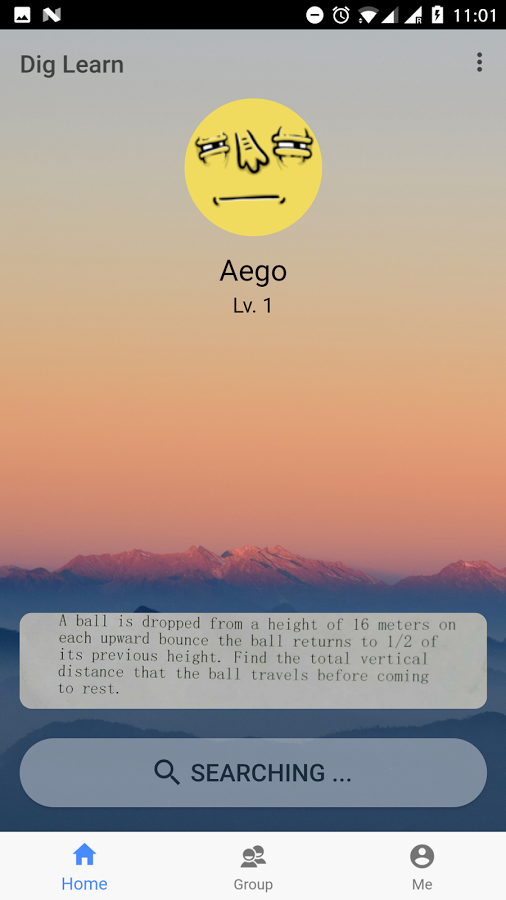 11:01
Dig Learn
Aego
Lv. 1
A ball is dropped from a height of 16 meters on
each upward bounce the ball returns to 1/2 of
its previous height. Find the total vertical
distance that the ball travels before coming
to rest.
SEARCHING ...
Home
Group
Me